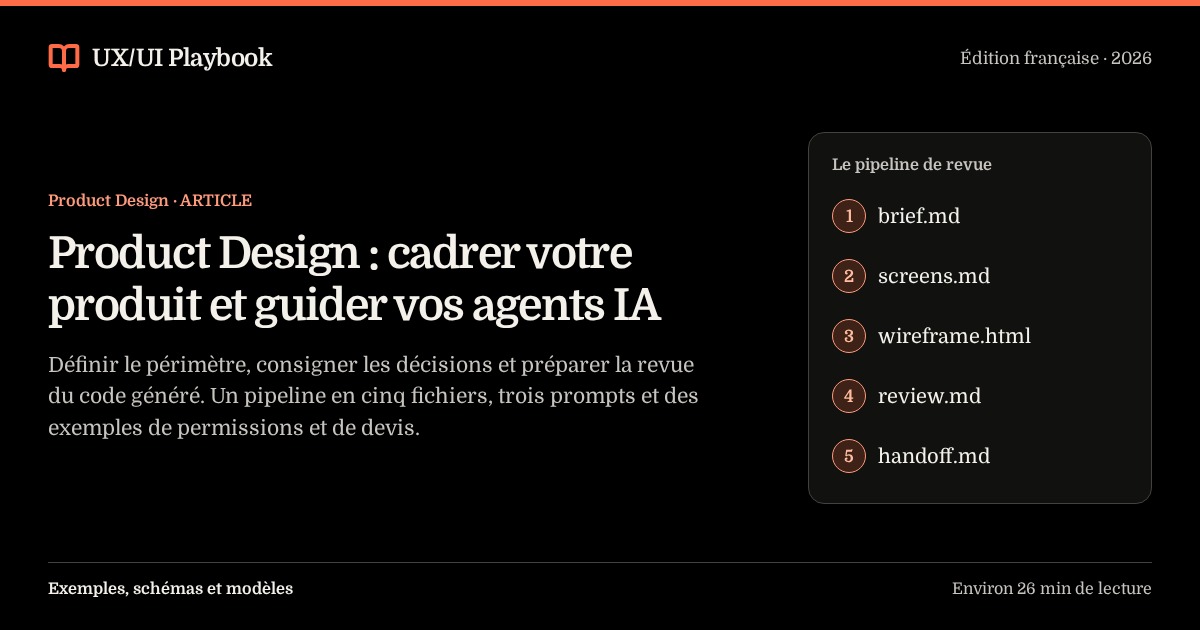 UX/UI Playbook
Édition française · 2026
Product Design · ARTICLE
Product Design : cadrer votre
produit et guider vos agents IA
Définir le périmètre, consigner les décisions et préparer la revue
du code généré. Un pipeline en cinq fichiers, trois prompts et des
exemples de permissions et de devis.
Le pipeline de revue
1 brief.md
2 screens.md
3 wireframe.html
4 review.md
5 handoff.md
Exemples, schémas et modèles
Environ 26 min de lecture